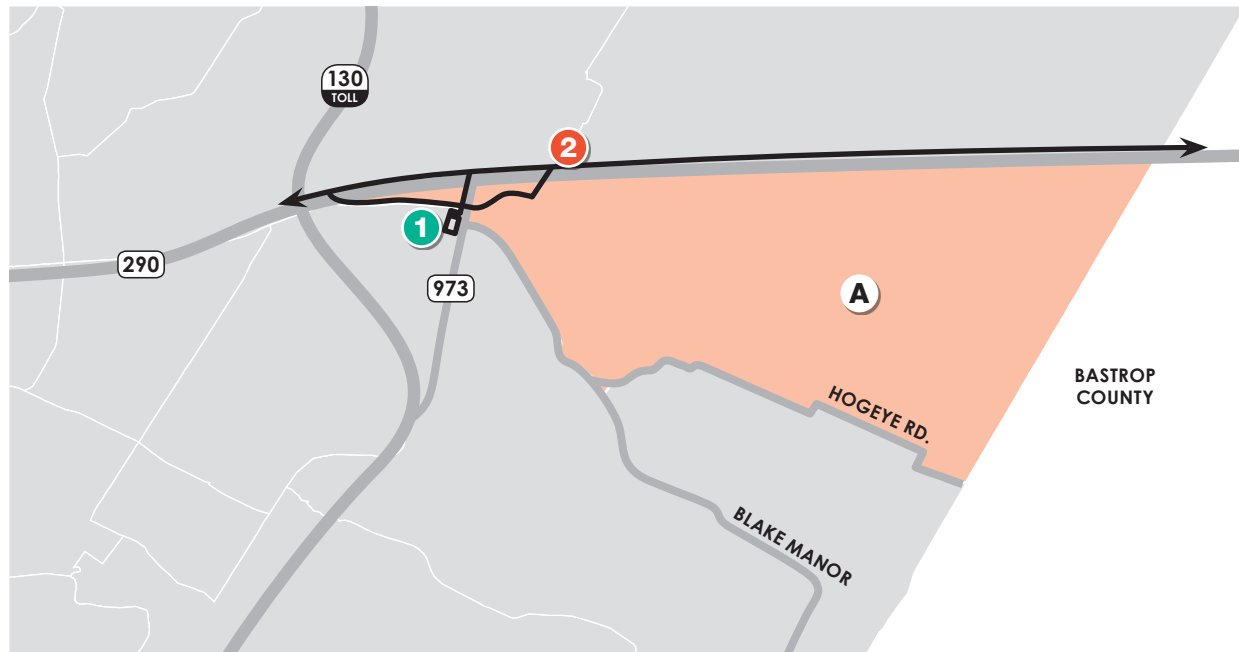 130
TOLL
2
1
290
973
A
BASTROP
COUNTY
HOGEYE RD.
BLAKE MANOR